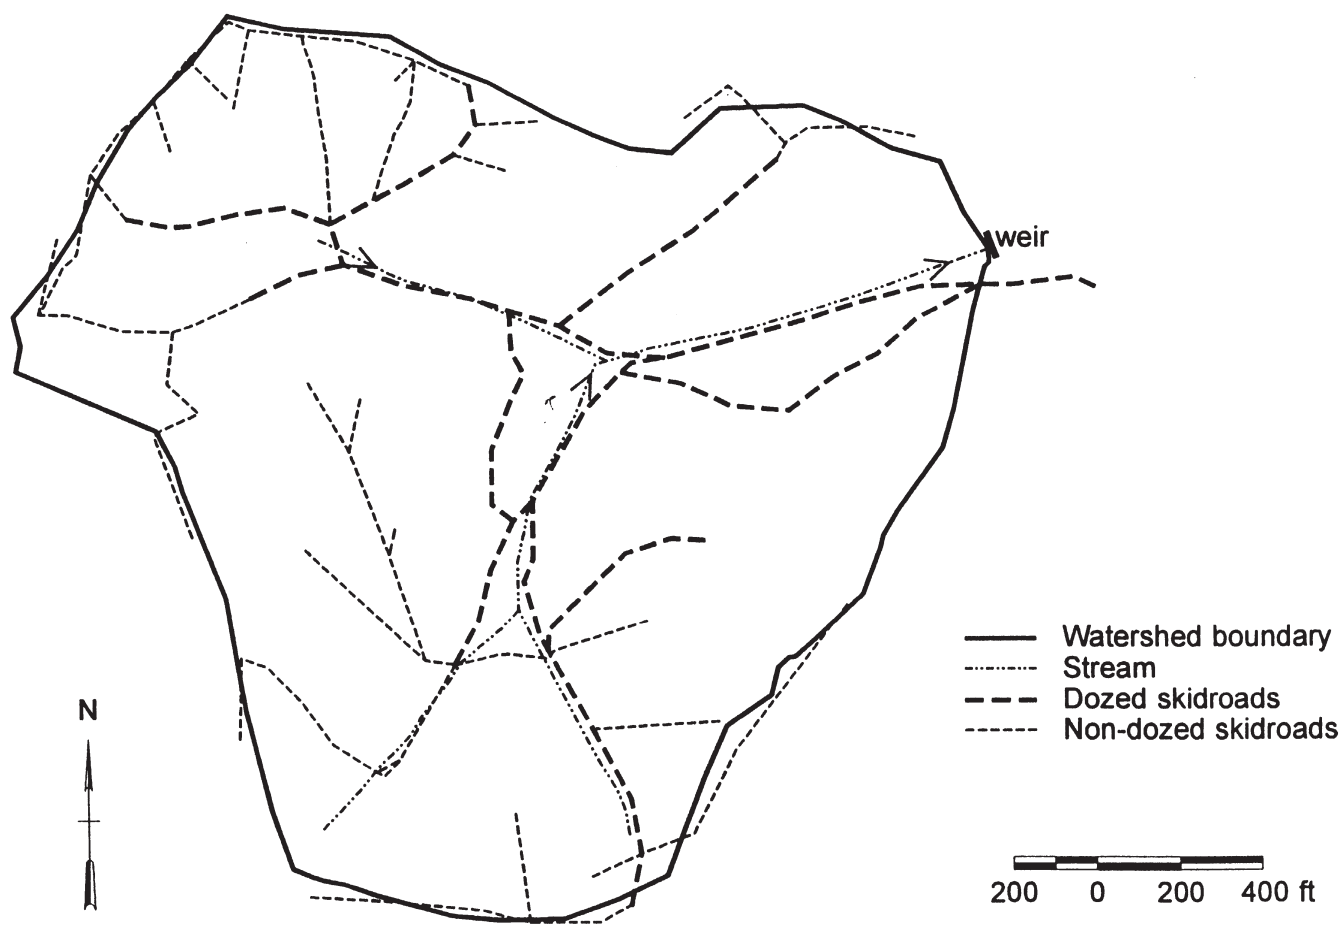 weir
Watershed boundary
Stream
Dozed skidroads
Non-dozed skidroads
N
200 0 200 400 ft